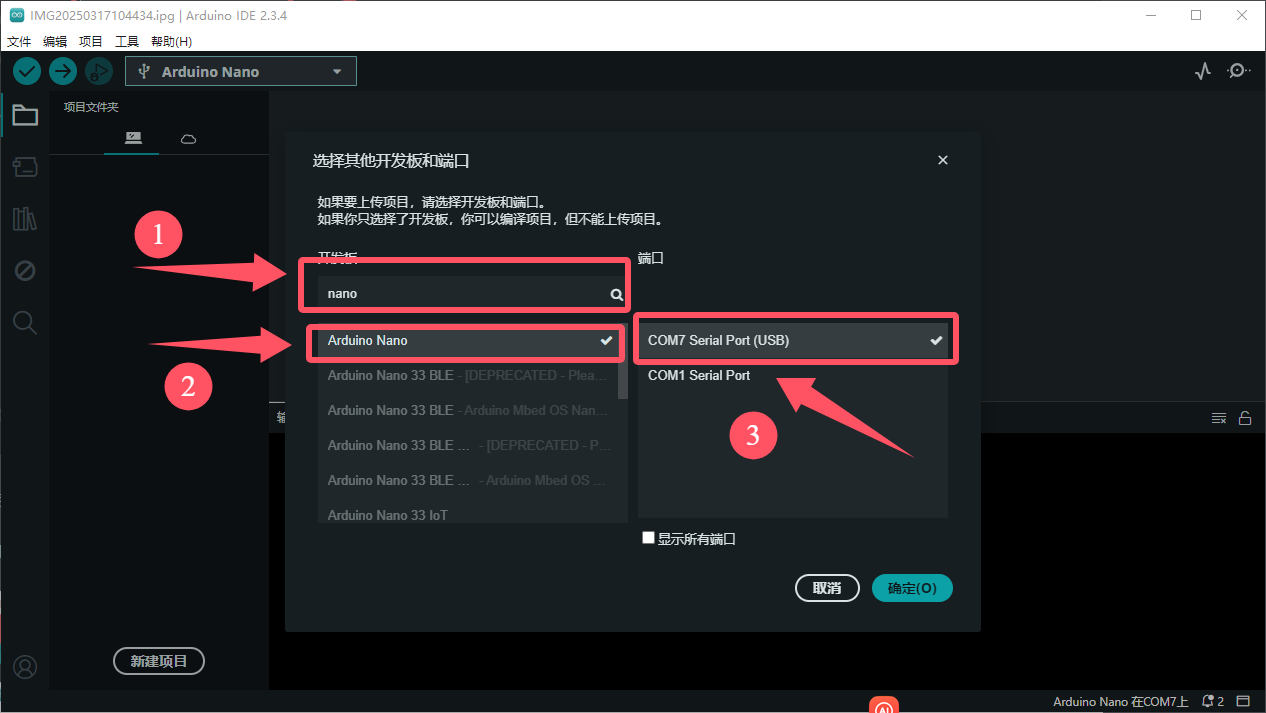 IMG20250317104434.ipg | Arduino IDE 2.3.4
文件 编辑 项目 工具 帮助(H)
Arduino Nano
项目文件夹
选择其他开发板和端口
如果要上传项目，请选择开发板和端口。
如果你只选择了开发板，你可以编译项目，但不能上传项目。
1
开发板 端口
nano
Arduino Nano
COM7 Serial Port (USB)
2
Arduino Nano 33 BLE - [DEPRECATED - Plea...
COM1 Serial Port
Arduino Nano 33 BLE - Arduino Mbed OS Nan...
3
Arduino Nano 33 BLE ... - [DEPRECATED - P...
Arduino Nano 33 BLE ... - Arduino Mbed OS ...
Arduino Nano 33 IoT
显示所有端口
取消 确定(O)
新建项目
Arduino Nano 在COM7上 2
AI